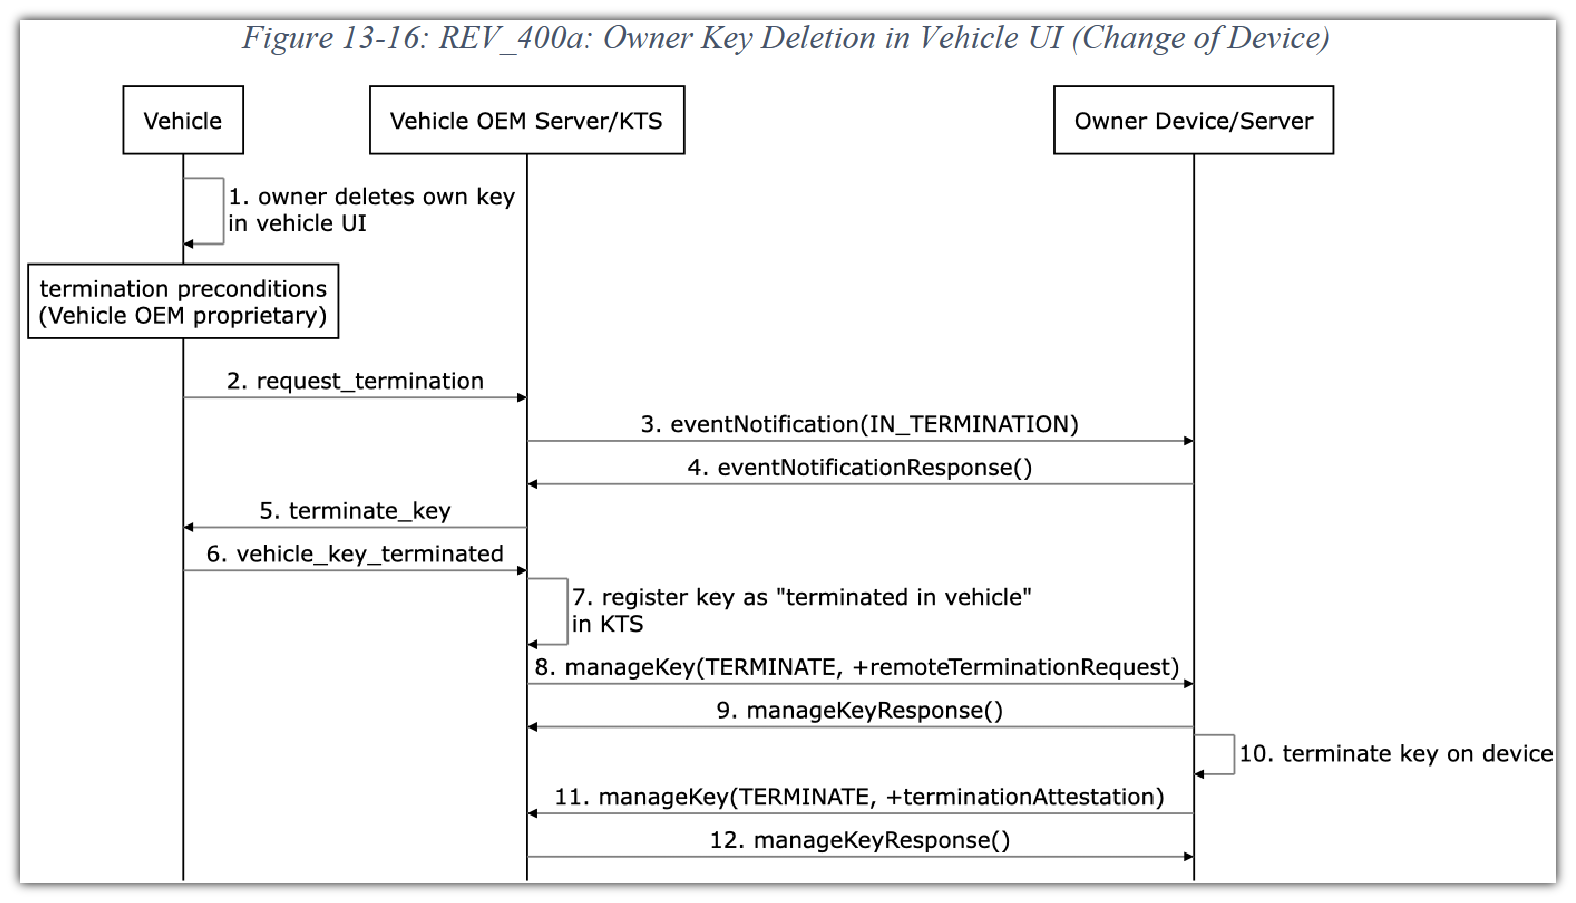 Figure 13-16: REV_400a: Owner Key Deletion in Vehicle UI (Change of Device)
Vehicle
Vehicle OEM Server/KTS
Owner Device/Server
1. owner deletes own key
in vehicle UI
termination preconditions
(Vehicle OEM proprietary)
2. request_termination
3. eventNotification(IN_TERMINATION)
4. eventNotificationResponse()
5. terminate_key
6. vehicle_key_terminated
7. register key as "terminated in vehicle"
in KTS
8. manageKey(TERMINATE, +remoteTerminationRequest)
9. manageKeyResponse()
10. terminate key on device
11. manageKey(TERMINATE, +terminationAttestation)
12. manageKeyResponse()